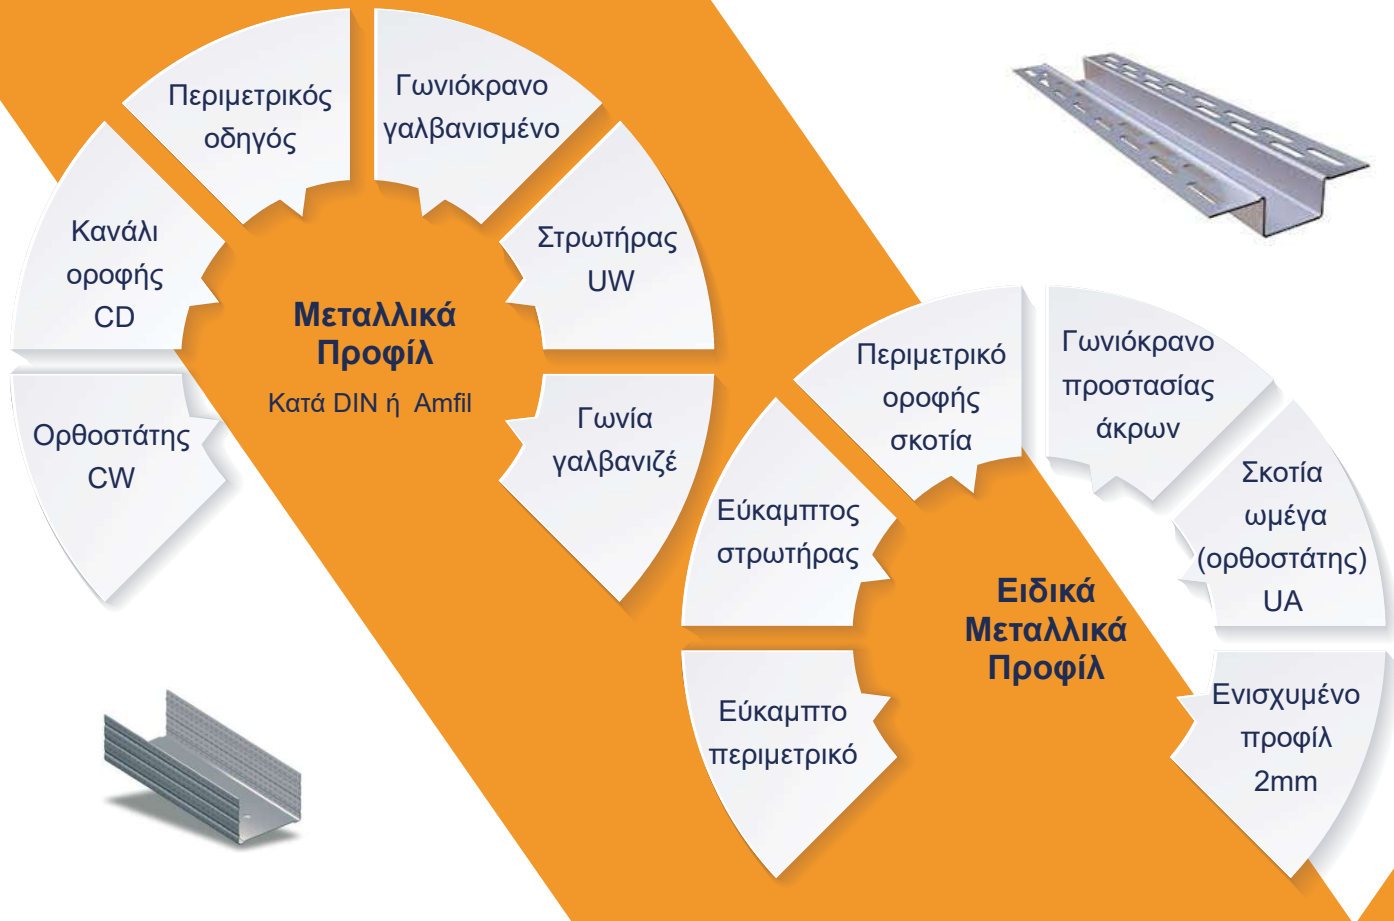 Περιμετρικός
οδηγός
Γωνιόκρανο
γαλβανισμένο
Κανάλι
οροφής
CD
Στρωτήρας
UW
Μεταλλικά
Προφίλ
Κατά DIN ή Amfil
Ορθοστάτης
CW
Γωνία
γαλβανιζέ
Περιμετρικό
οροφής
σκοτία
Γωνιόκρανο
προστασίας
άκρων
Εύκαμπτος
στρωτήρας
Σκοτία
ωμέγα
(ορθοστάτης)
UA
Ειδικά
Μεταλλικά
Προφίλ
Εύκαμπτο
περιμετρικό
Ενισχυμένο
προφίλ
2mm